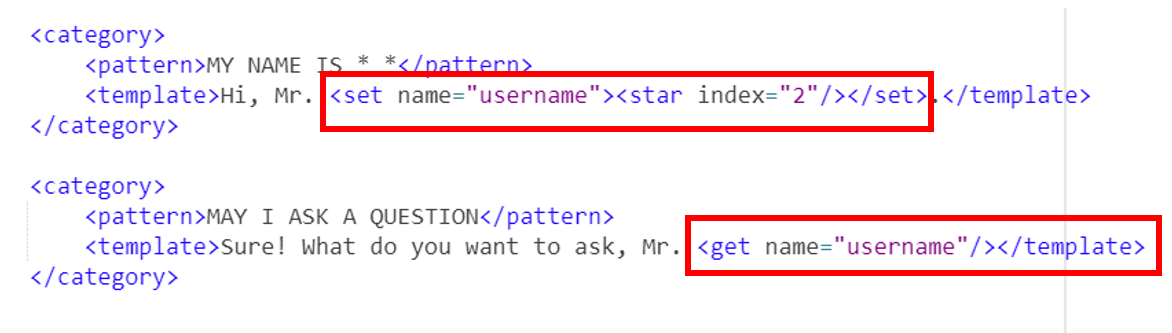 <category>
<pattern>MY NAME IS * *</pattern>
<template>Hi, Mr. <set name="username"><star index="2"/></set>.</template>
</category>
<category>
<pattern>MAY I ASK A QUESTION</pattern>
<template>Sure! What do you want to ask, Mr. <get name="username"/></template>
</category>